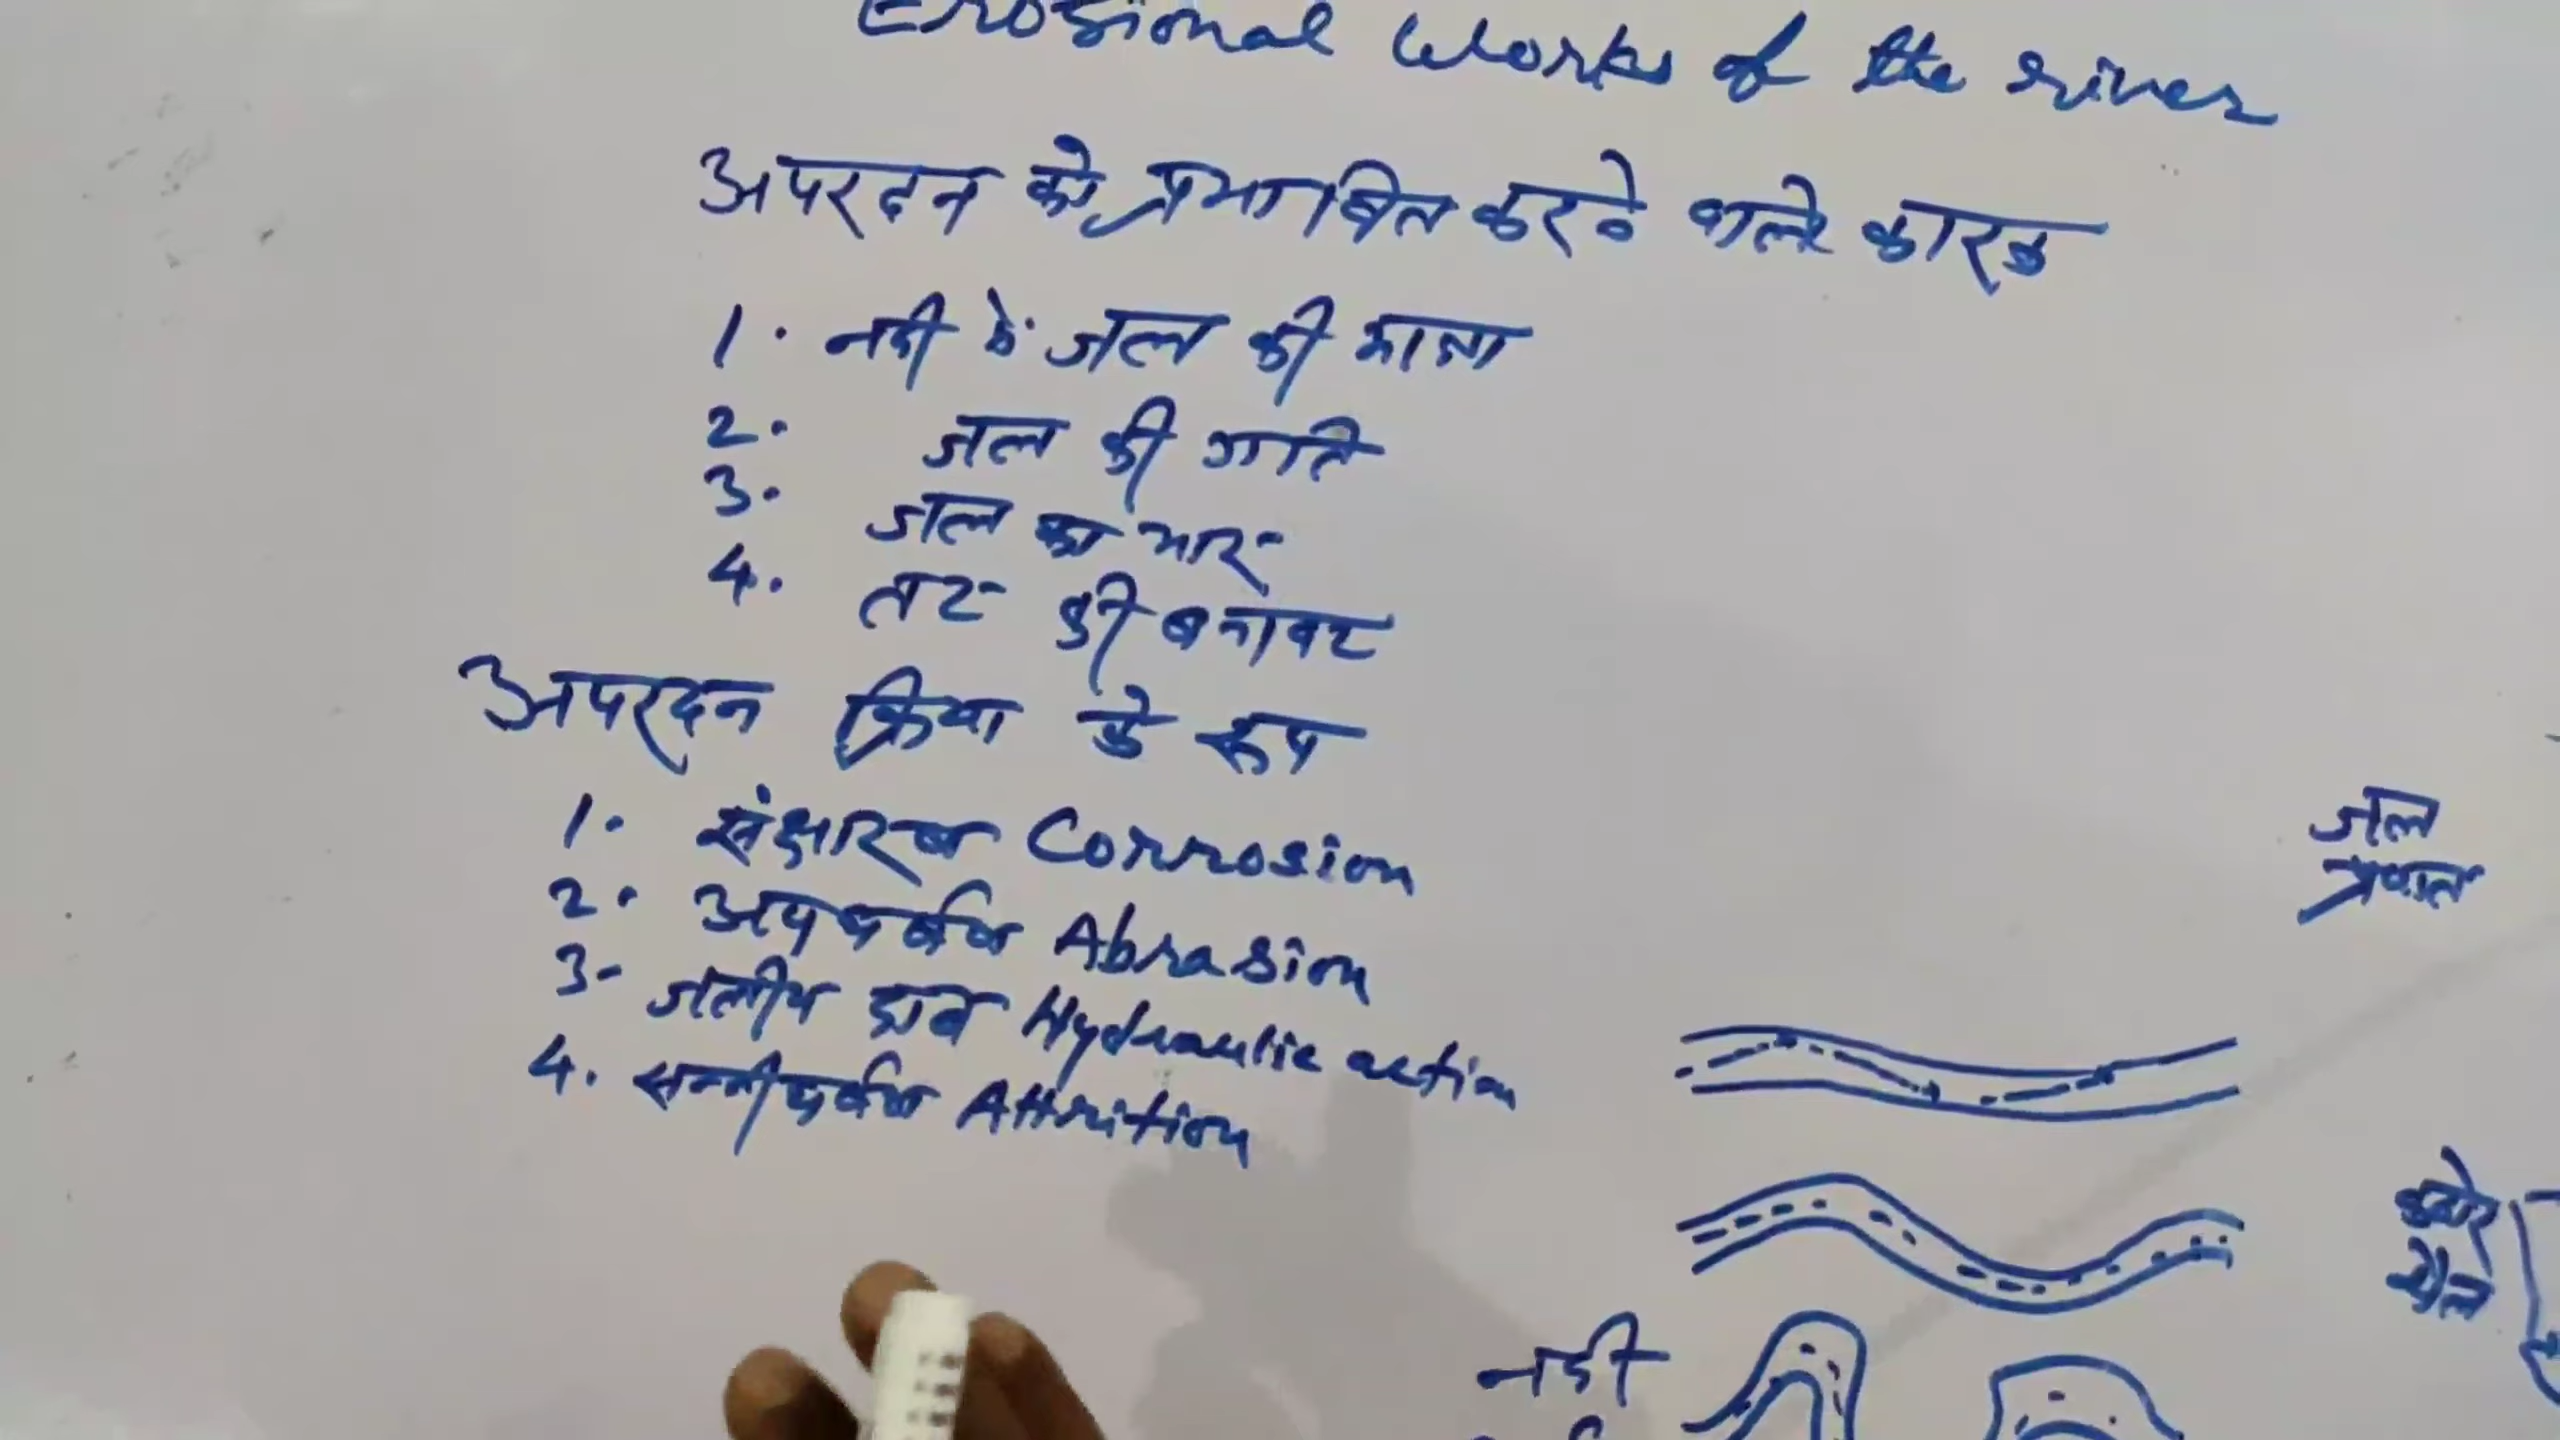 Erosional Works of the river
अपरदन को प्रभावित करने वाले कारक
1. नदी में जल की मात्रा
2. जल की गति
3. जल का भार
4. तट की बनावट
अपरदन क्रिया के रूप
1. संक्षारण Corrosion
2. अपघर्षण Abrasion
3- जलीय दाब Hydraulic action
4. सन्नीघर्षण Attrition
जल
प्रपात
कठोर
शैल
नदी